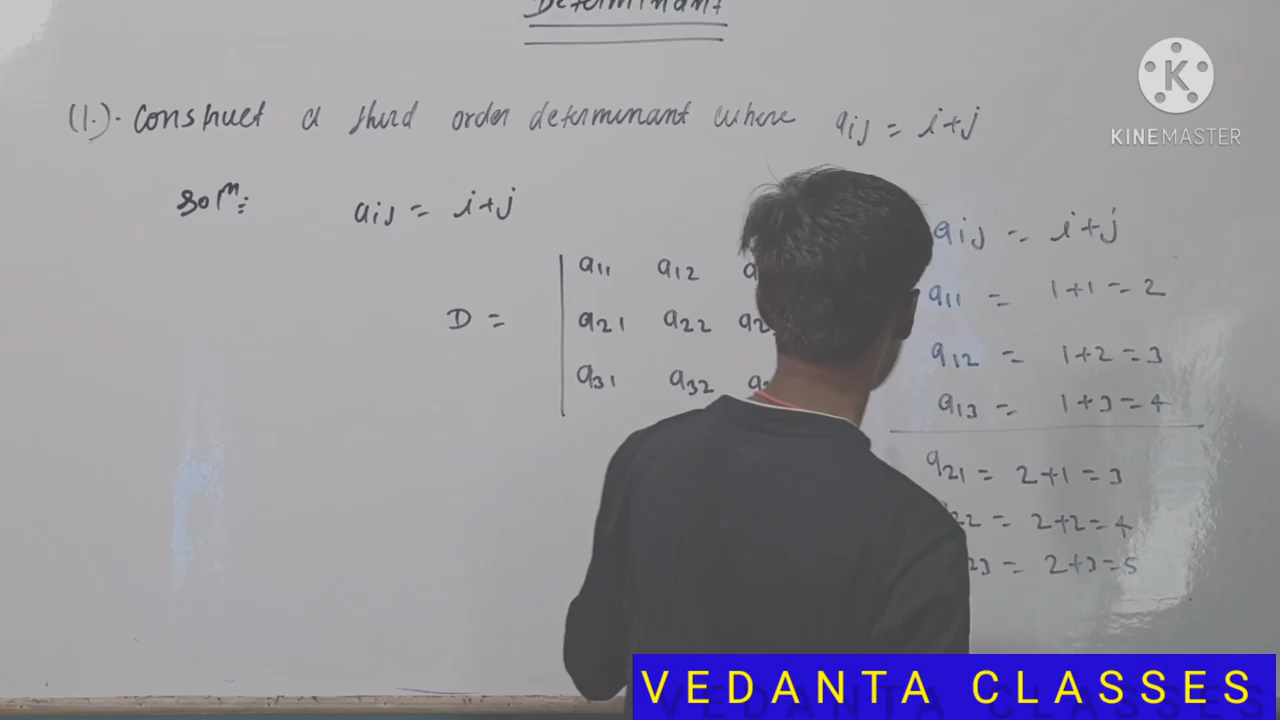 Determinant
(1.). Construct a third order determinant where aij = i+j
Solⁿ: aij = i+j
D =
a11 a12
a21 a22
a31 a32
aij = i+j
a11 = 1+1 = 2
a12 = 1+2 = 3
a13 = 1+3 = 4
a21 = 2+1 = 3
22 = 2+2 = 4
23 = 2+3 = 5
K
KINEMASTER
VEDANTA CLASSES